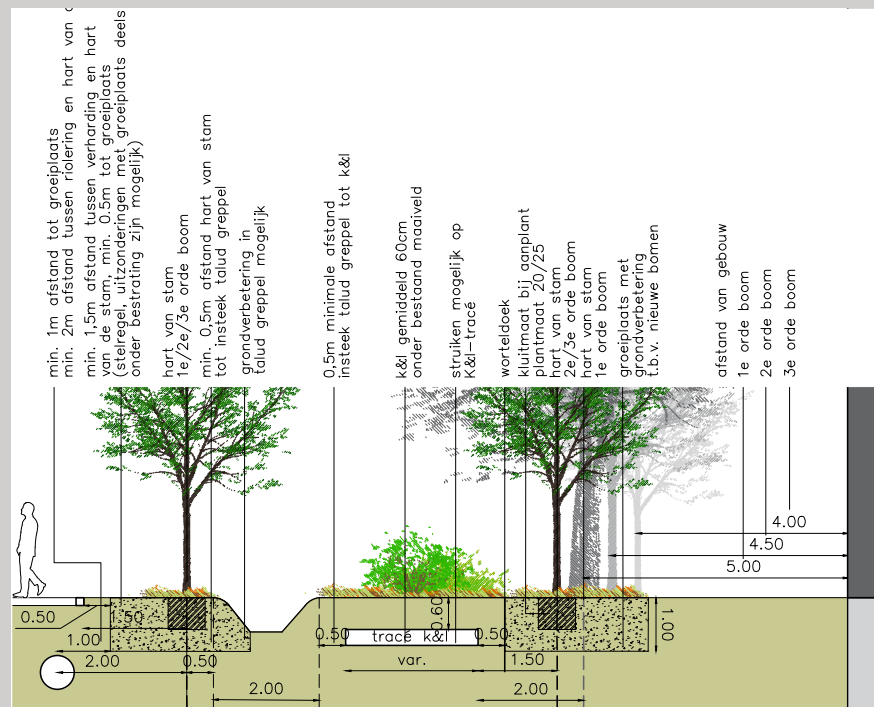 min. 1m afstand tot groeiplaats
min. 2m afstand tussen riolering en hart van
min. 1,5m afstand tussen verharding en hart
van de stam, min. 0.5m tot groeiplaats
(stelregel, uitzonderingen met groeiplaats deels
onder bestrating zijn mogelijk)
hart van stam
1e/2e/3e orde boom
min. 0,5m afstand hart van stam
tot insteek talud greppel
grondverbetering in
talud greppel mogelijk
0,5m minimale afstand
insteek talud greppel tot k&l
k&l gemiddeld 60cm
onder bestaand maaiveld
struiken mogelijk op
K&l-tracé
worteldoek
kluitmaat bij aanplant
plantmaat 20/25
hart van stam
2e/3e orde boom
hart van stam
1e orde boom
groeiplaats met
grondverbetering
t.b.v. nieuwe bomen
afstand van gebouw
1e orde boom
2e orde boom
3e orde boom
4.00
4.50
5.00
0.50
1.50
1.00
2.00
0.50
2.00
0.50
tracé k&l
0.60
0.50
var.
1.50
2.00
1.00